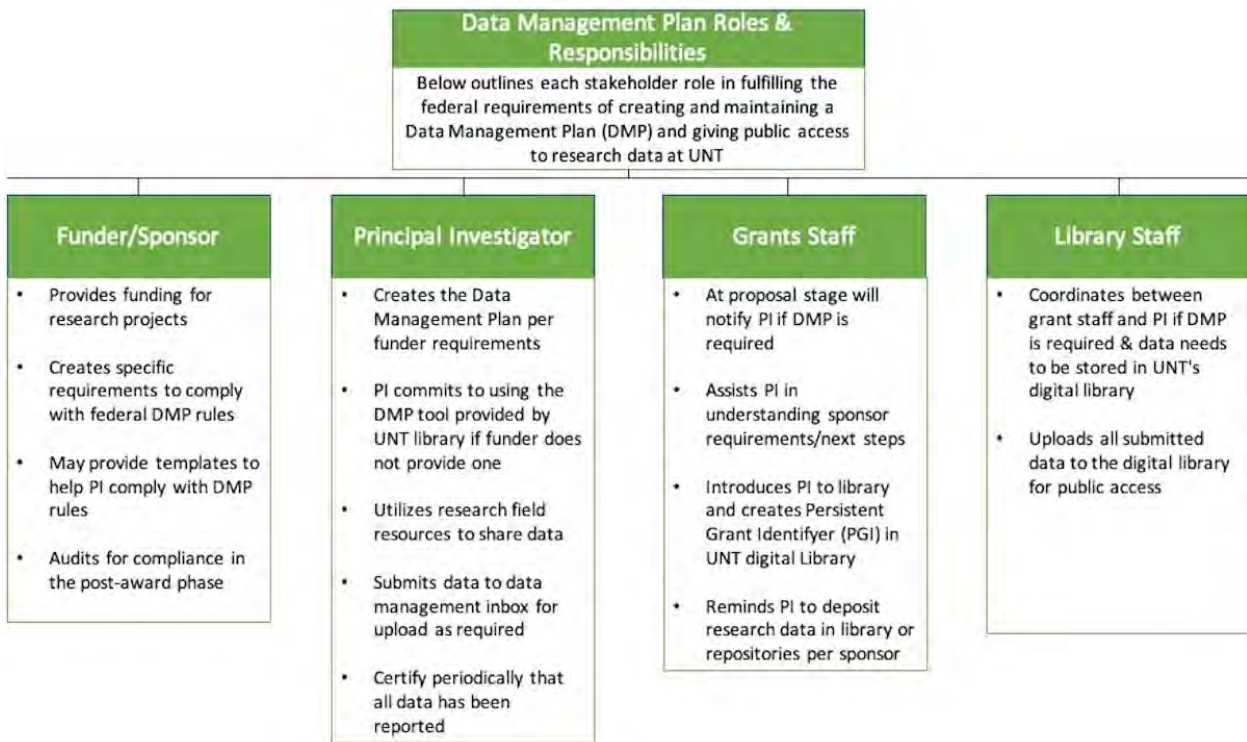 Data Management Plan Roles &
Responsibilities
Below outlines each stakeholder role in fulfilling the
federal requirements of creating and maintaining a
Data Management Plan (DMP) and giving public access
to research data at UNT
Funder/Sponsor
• Provides funding for
research projects
• Creates specific
requirements to comply
with federal DMP rules
• May provide templates to
help PI comply with DMP
rules
• Audits for compliance in
the post-award phase
Principal Investigator
• Creates the Data
Management Plan per
funder requirements
• PI commits to using the
DMP tool provided by
UNT library if funder does
not provide one
• Utilizes research field
resources to share data
• Submits data to data
management inbox for
upload as required
• Certify periodically that
all data has been
reported
Grants Staff
• At proposal stage will
notify PI if DMP is
required
• Assists PI in
understanding sponsor
requirements/next steps
• Introduces PI to library
and creates Persistent
Grant Identifyer (PGI) in
UNT digital Library
• Reminds PI to deposit
research data in library or
repositories per sponsor
Library Staff
• Coordinates between
grant staff and PI if DMP
is required & data needs
to be stored in UNT's
digital library
• Uploads all submitted
data to the digital library
for public access